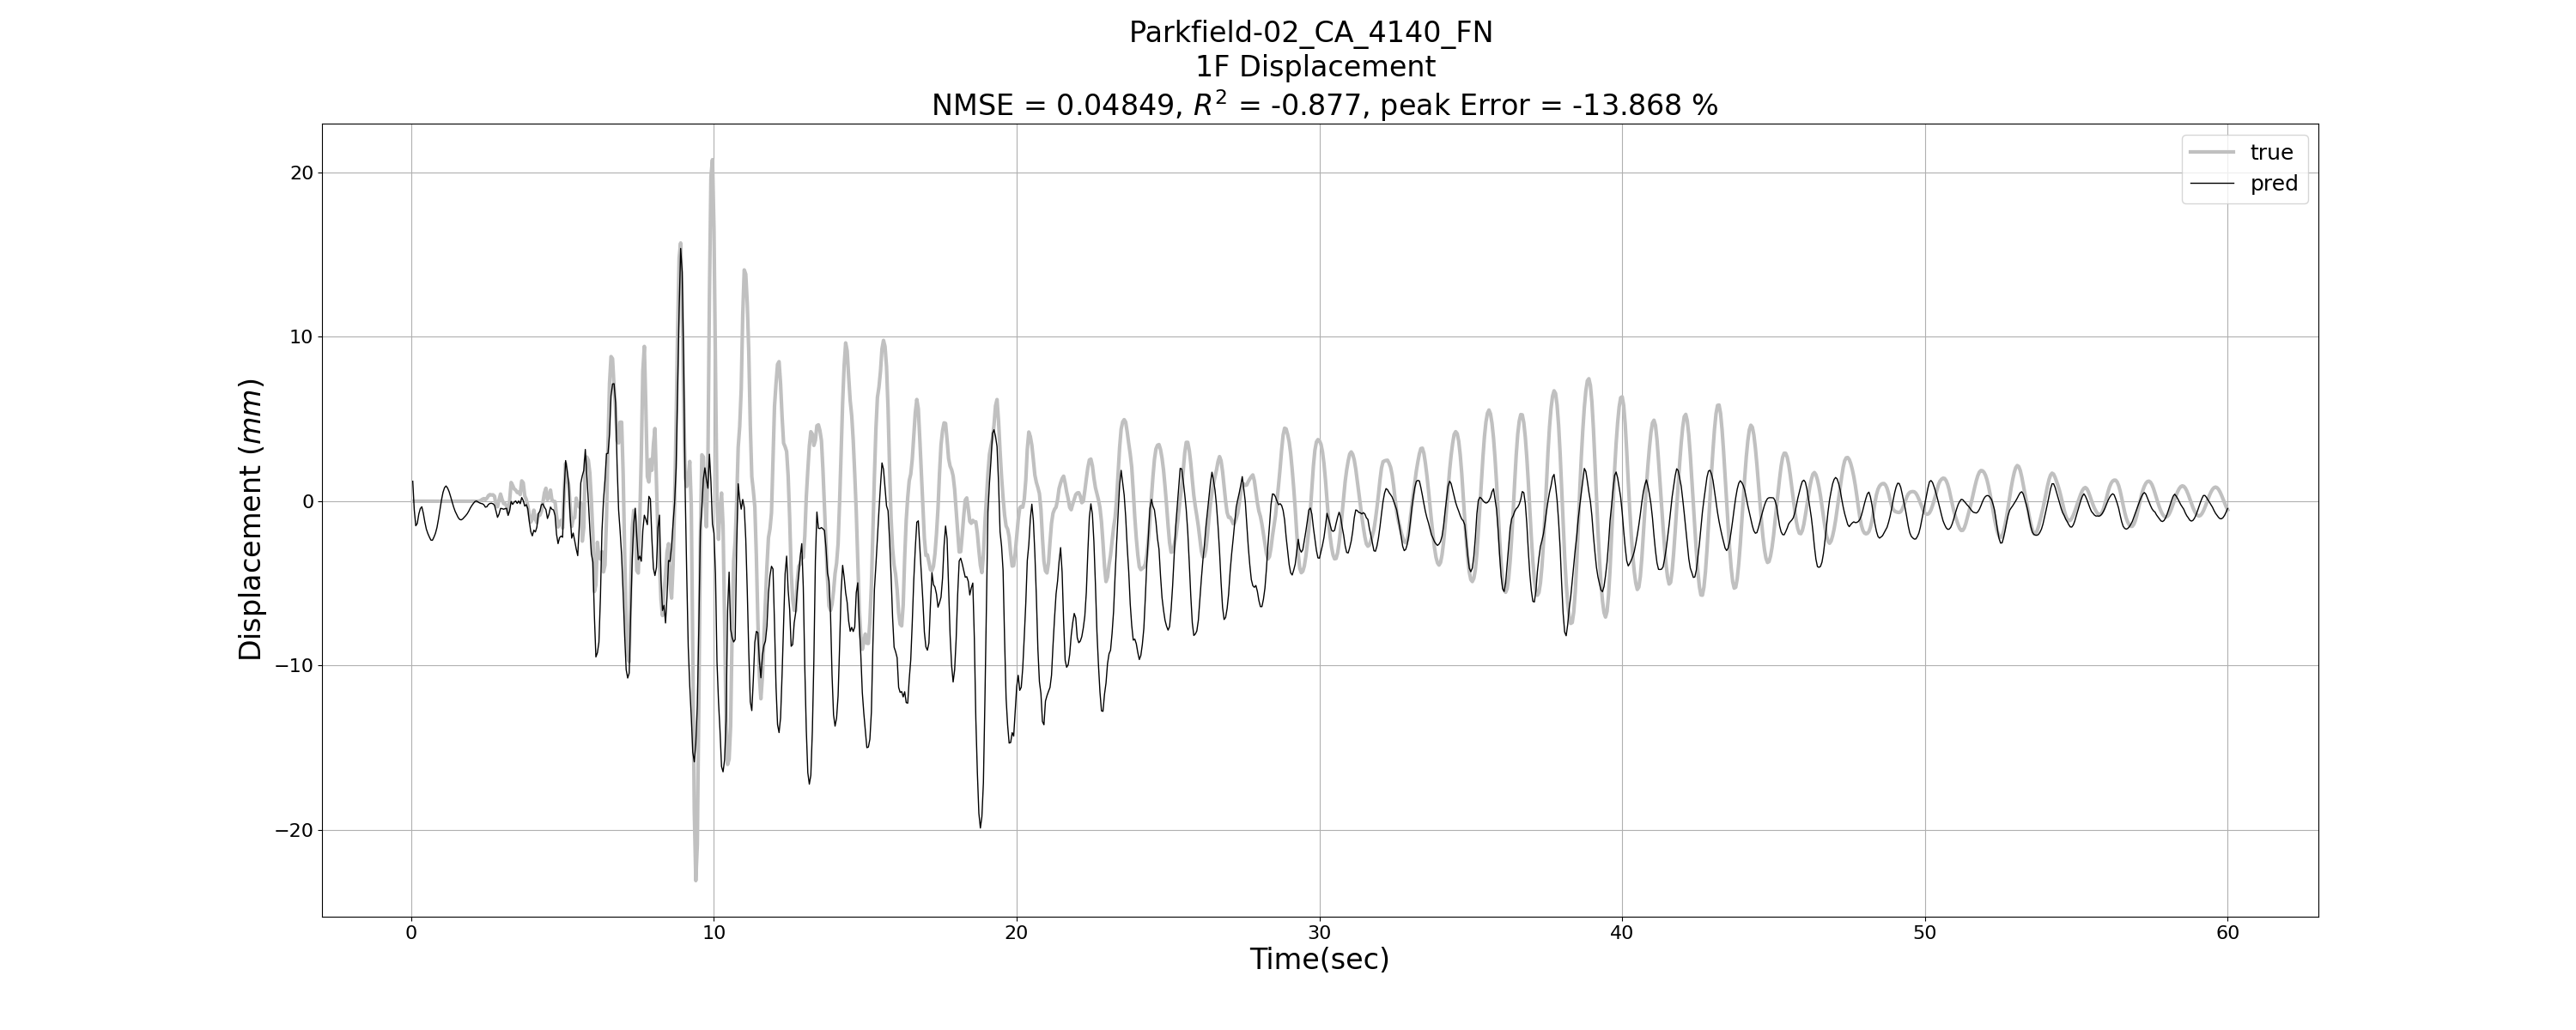 Parkfield-02_CA_4140_FN
1F Displacement
NMSE = 0.04849, R² = -0.877, peak Error = -13.868 %
true
pred
Displacement (mm)
20
10
0
−10
−20
0 10 20 30 40 50 60
Time(sec)